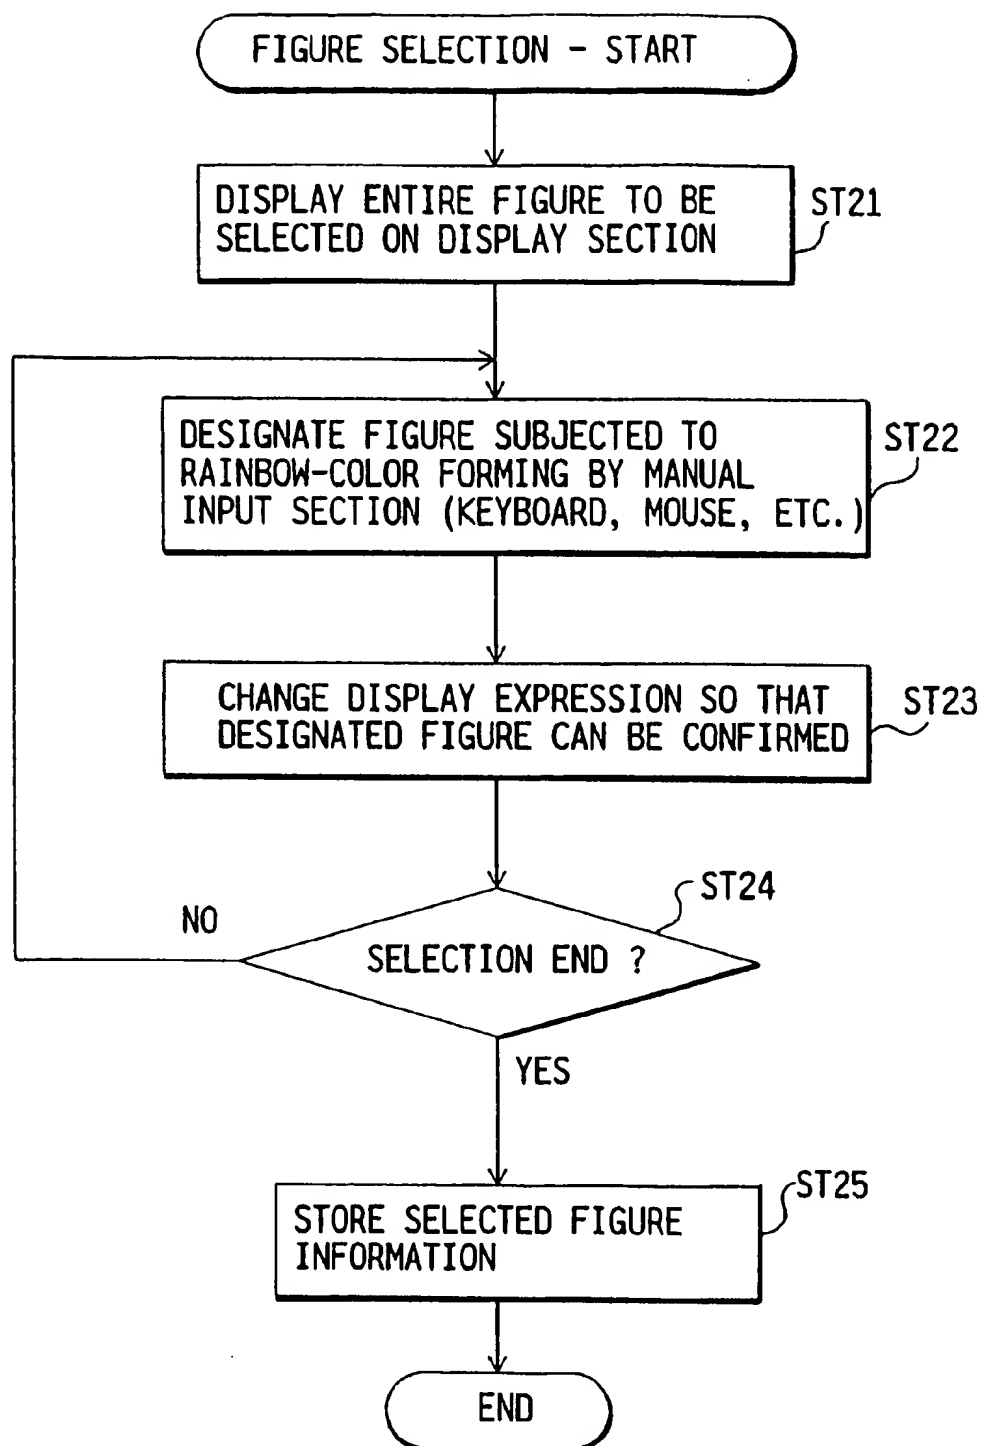 FIGURE SELECTION - START
DISPLAY ENTIRE FIGURE TO BE
SELECTED ON DISPLAY SECTION
ST21
DESIGNATE FIGURE SUBJECTED TO
RAINBOW-COLOR FORMING BY MANUAL
INPUT SECTION (KEYBOARD, MOUSE, ETC.)
ST22
CHANGE DISPLAY EXPRESSION SO THAT
DESIGNATED FIGURE CAN BE CONFIRMED
ST23
ST24
NO
SELECTION END ?
YES
ST25
STORE SELECTED FIGURE
INFORMATION
END